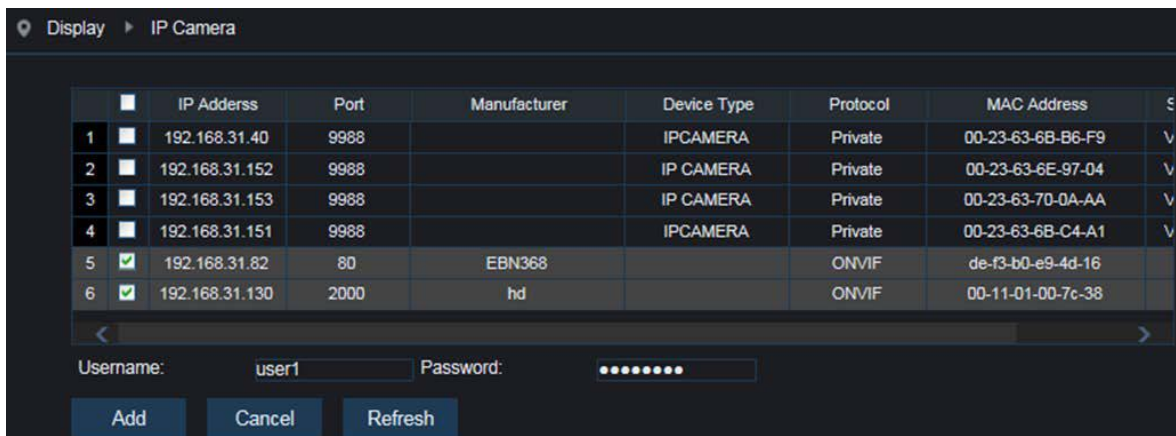 Display IP Camera
IP Adderss Port Manufacturer Device Type Protocol MAC Address
1 192.168.31.40 9988 IPCAMERA Private 00-23-63-6B-B6-F9
2 192.168.31.152 9988 IP CAMERA Private 00-23-63-6E-97-04
3 192.168.31.153 9988 IP CAMERA Private 00-23-63-70-0A-AA
4 192.168.31.151 9988 IPCAMERA Private 00-23-63-6B-C4-A1
5 192.168.31.82 80 EBN368 ONVIF de-f3-b0-e9-4d-16
6 192.168.31.130 2000 hd ONVIF 00-11-01-00-7c-38
Username: user1 Password: ••••••••
Add Cancel Refresh